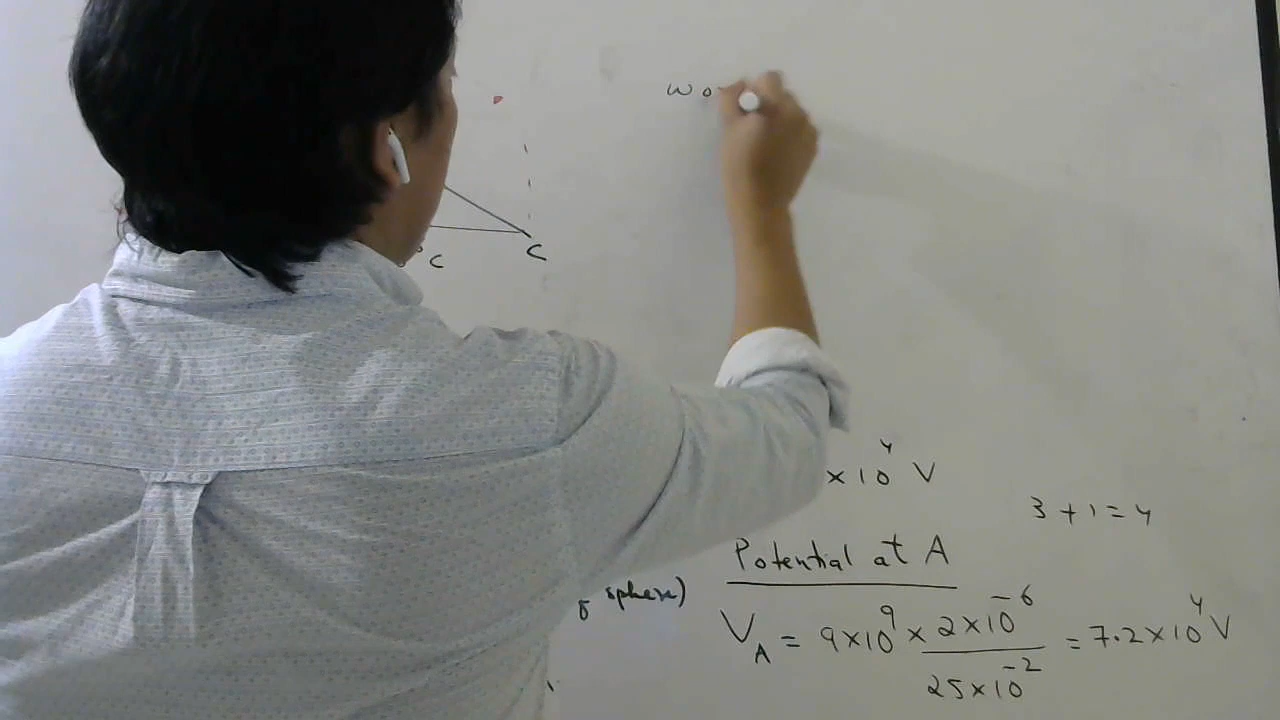 wo
C
C
× 10⁴ V
3 + 1 = 4
Potential at A
sphere)
V_A = 9×10⁹ × 2×10⁻⁶ / 25×10⁻² = 7.2×10⁴ V